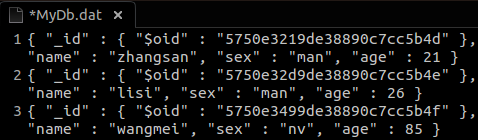 *MyDb.dat ×
1 { "_id" : { "$oid" : "5750e3219de38890c7cc5b4d" },
"name" : "zhangsan", "sex" : "man", "age" : 21 }
2 { "_id" : { "$oid" : "5750e32d9de38890c7cc5b4e" },
"name" : "lisi", "sex" : "man", "age" : 26 }
3 { "_id" : { "$oid" : "5750e3499de38890c7cc5b4f" },
"name" : "wangmei", "sex" : "nv", "age" : 85 }